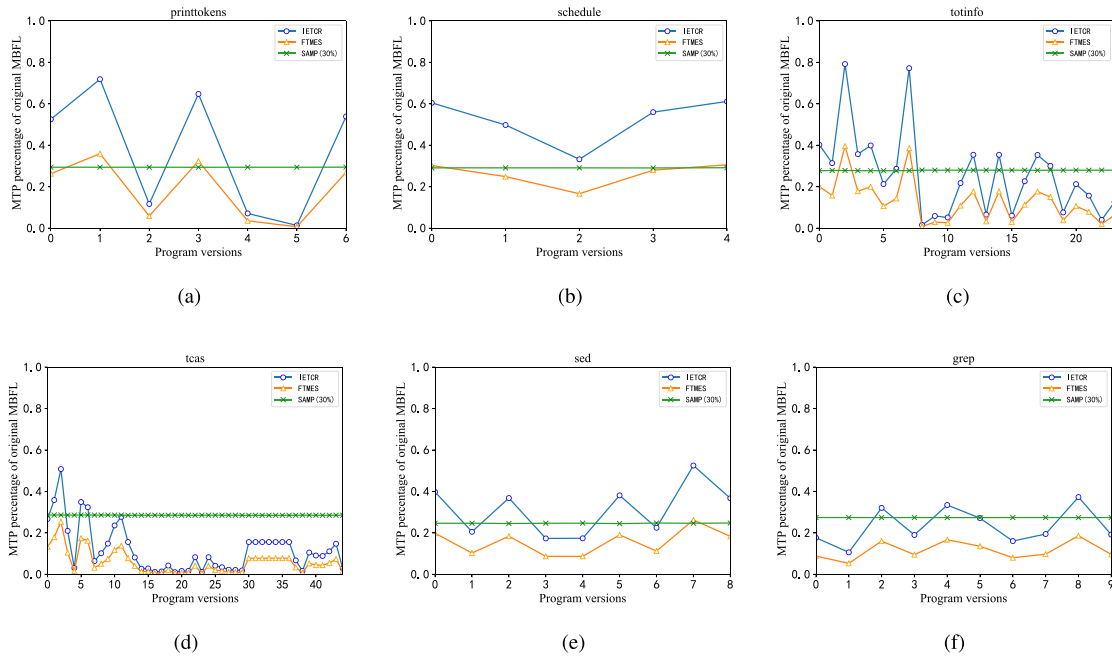 printtokens
MTP percentage of original MBFL
1.0
0.8
0.6
0.4
0.2
0.0
IETCR
FTMES
SAMP(30%)
0 1 2 3 4 5 6
Program versions
(a)
schedule
MTP percentage of original MBFL
1.0
0.8
0.6
0.4
0.2
0.0
IETCR
FTMES
SAMP(30%)
0 1 2 3 4
Program versions
(b)
totinfo
MTP percentage of original MBFL
1.0
0.8
0.6
0.4
0.2
0.0
IETCR
FTMES
SAMP(30%)
0 5 10 15 20
Program versions
(c)
tcas
MTP percentage of original MBFL
1.0
0.8
0.6
0.4
0.2
0.0
IETCR
FTMES
SAMP(30%)
0 5 10 15 20 25 30 35 40
Program versions
(d)
sed
MTP percentage of original MBFL
1.0
0.8
0.6
0.4
0.2
0.0
IETCR
FTMES
SAMP(30%)
0 1 2 3 4 5 6 7 8
Program versions
(e)
grep
MTP percentage of original MBFL
1.0
0.8
0.6
0.4
0.2
0.0
IETCR
FTMES
SAMP(30%)
0 1 2 3 4 5 6 7 8 9
Program versions
(f)